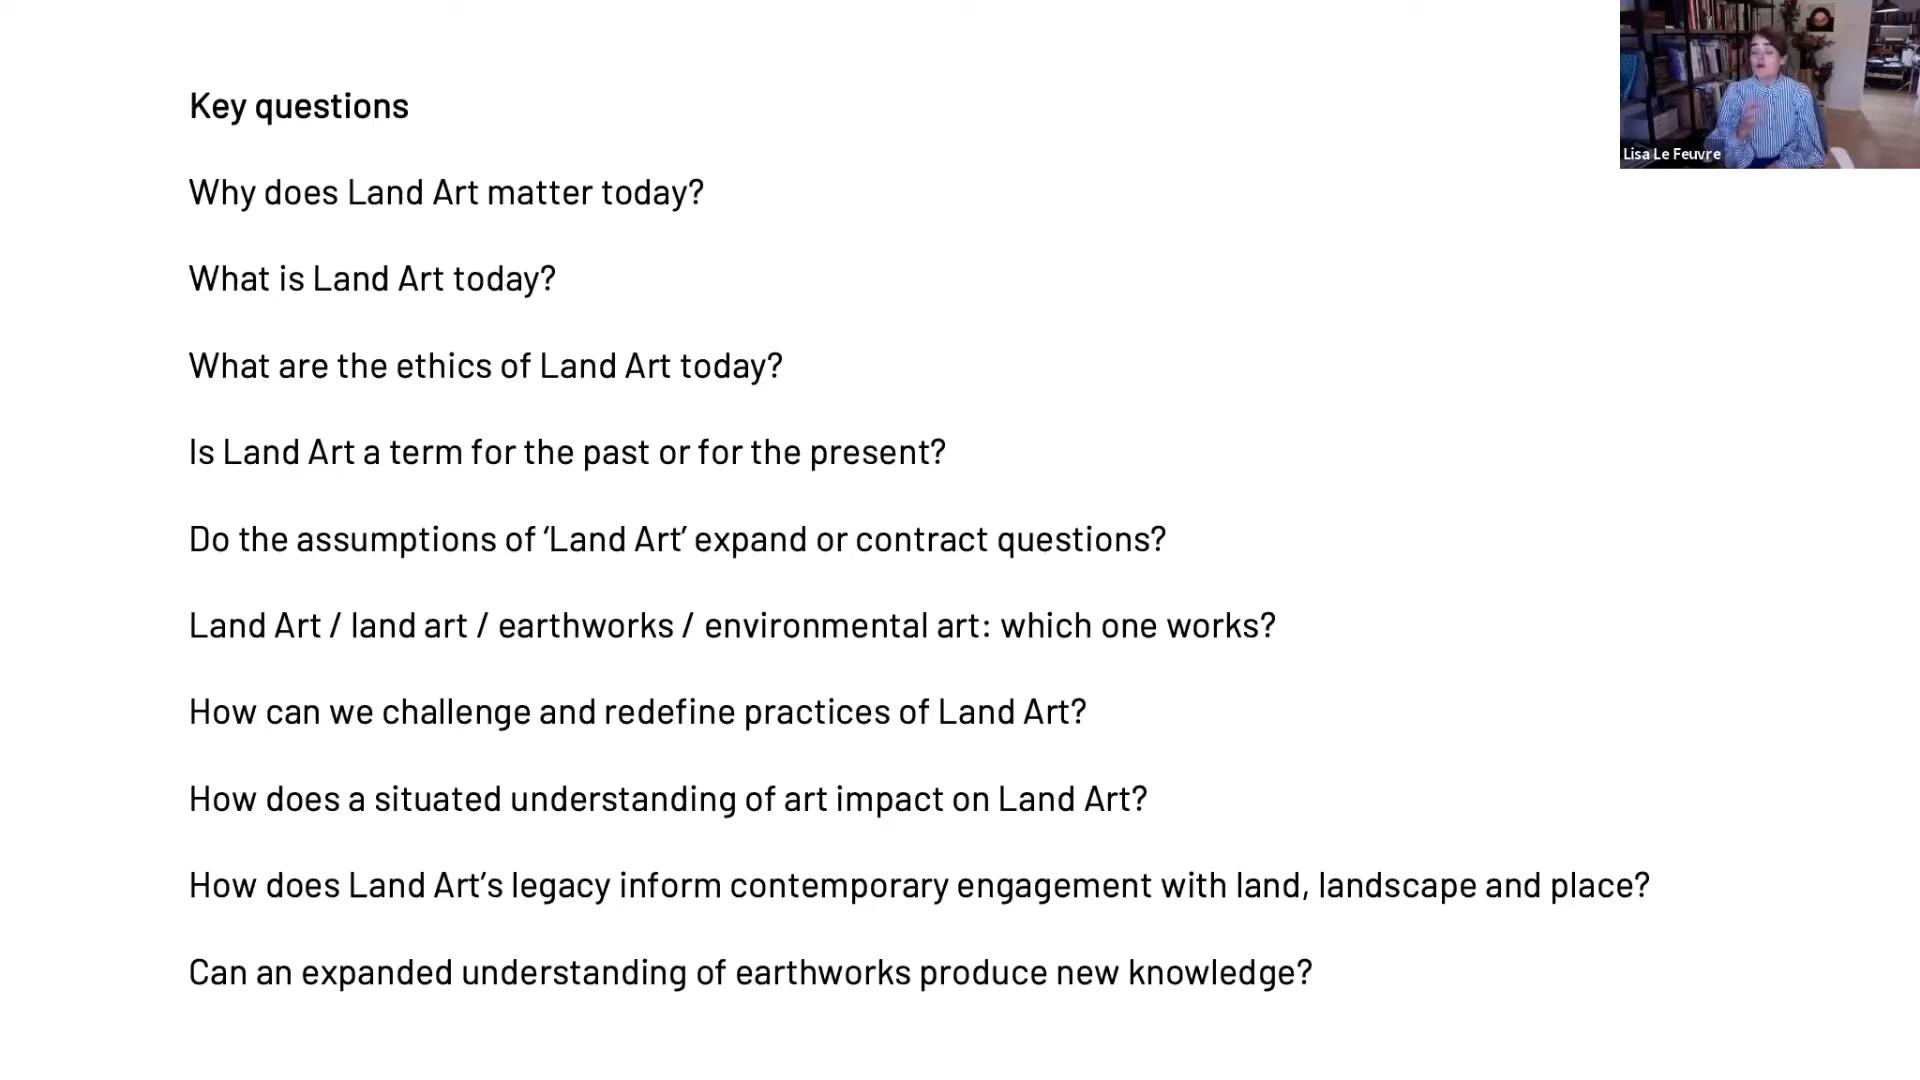 Key questions
Why does Land Art matter today?
What is Land Art today?
What are the ethics of Land Art today?
Is Land Art a term for the past or for the present?
Do the assumptions of ‘Land Art’ expand or contract questions?
Land Art / land art / earthworks / environmental art: which one works?
How can we challenge and redefine practices of Land Art?
How does a situated understanding of art impact on Land Art?
How does Land Art’s legacy inform contemporary engagement with land, landscape and place?
Can an expanded understanding of earthworks produce new knowledge?
Lisa Le Feuvre